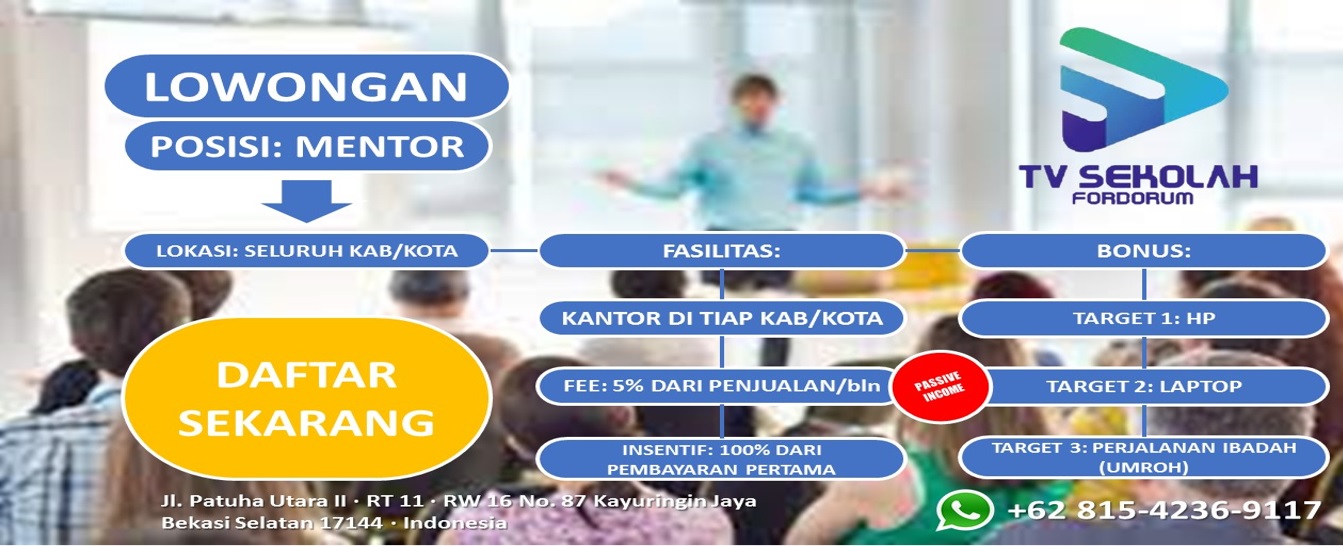 LOWONGAN
POSISI: MENTOR
TV SEKOLAH
FORDORUM
LOKASI: SELURUH KAB/KOTA
DAFTAR
SEKARANG
FASILITAS:
KANTOR DI TIAP KAB/KOTA
FEE: 5% DARI PENJUALAN/bln
PASSIVE
INCOME
INSENTIF: 100% DARI
PEMBAYARAN PERTAMA
BONUS:
TARGET 1: HP
TARGET 2: LAPTOP
TARGET 3: PERJALANAN IBADAH
(UMROH)
Jl. Patuha Utara II · RT 11 · RW 16 No. 87 Kayuringin Jaya
Bekasi Selatan 17144 · Indonesia
+62 815-4236-9117